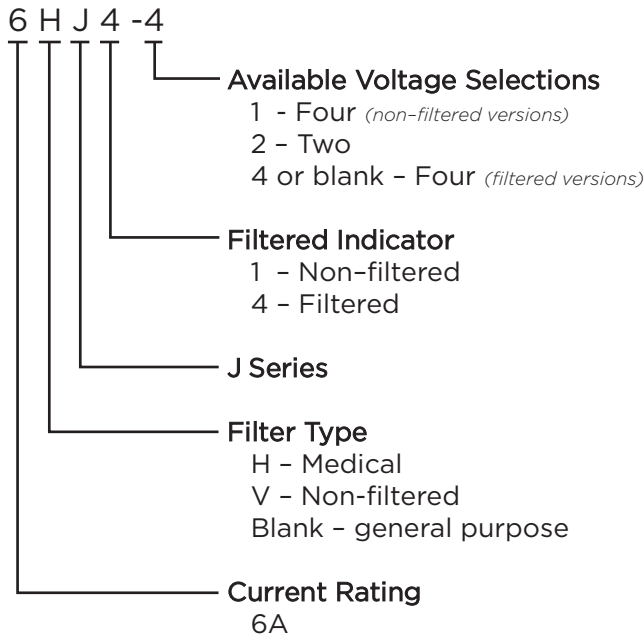 6 H J 4 -4
Available Voltage Selections
1 - Four (non–filtered versions)
2 – Two
4 or blank – Four (filtered versions)
Filtered Indicator
1 – Non–filtered
4 – Filtered
J Series
Filter Type
H – Medical
V – Non-filtered
Blank – general purpose
Current Rating
6A